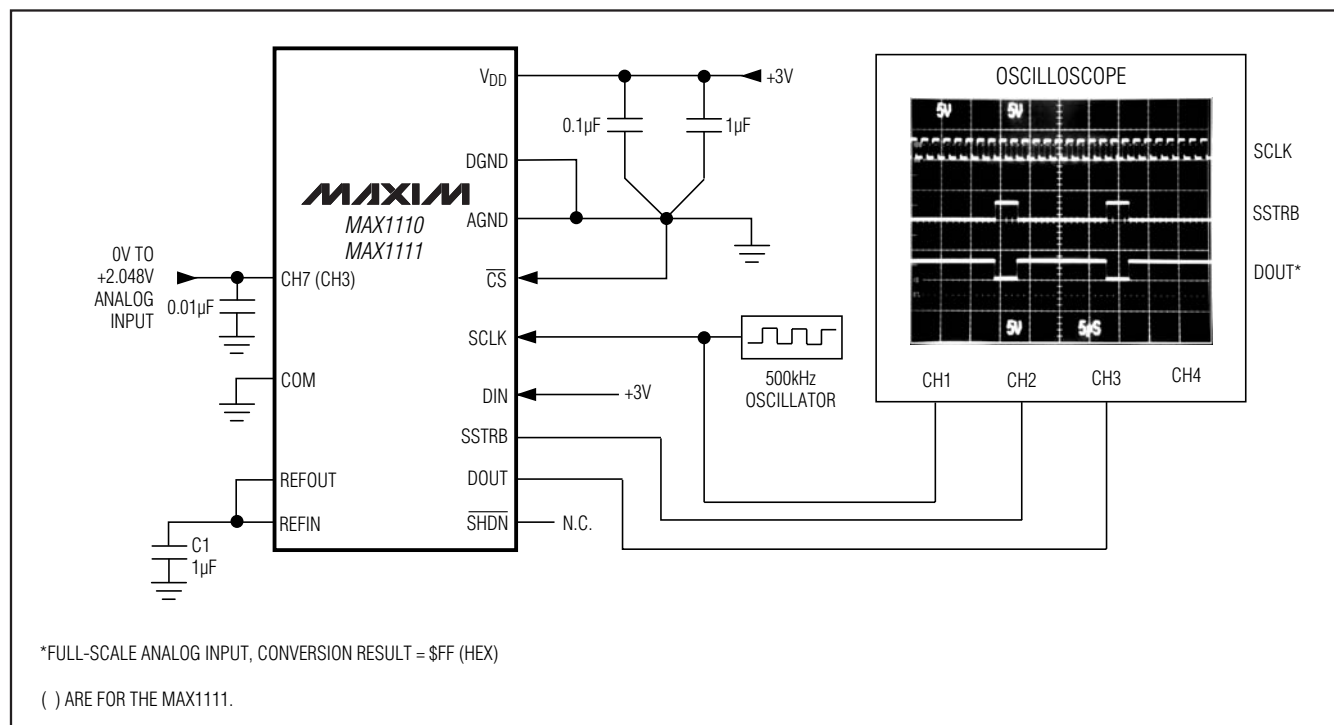 V_DD
+3V
0.1µF
1µF
DGND
MAXIM
MAX1110
MAX1111
AGND
0V TO
+2.048V
ANALOG
INPUT
CH7 (CH3)
0.01µF
CS
SCLK
500kHz
OSCILLATOR
COM
DIN
+3V
SSTRB
REFOUT
DOUT
REFIN
SHDN
N.C.
C1
1µF
OSCILLOSCOPE
5V
5V
SCLK
SSTRB
DOUT*
5V
5µS
CH1
CH2
CH3
CH4
*FULL-SCALE ANALOG INPUT, CONVERSION RESULT = $FF (HEX)
( ) ARE FOR THE MAX1111.